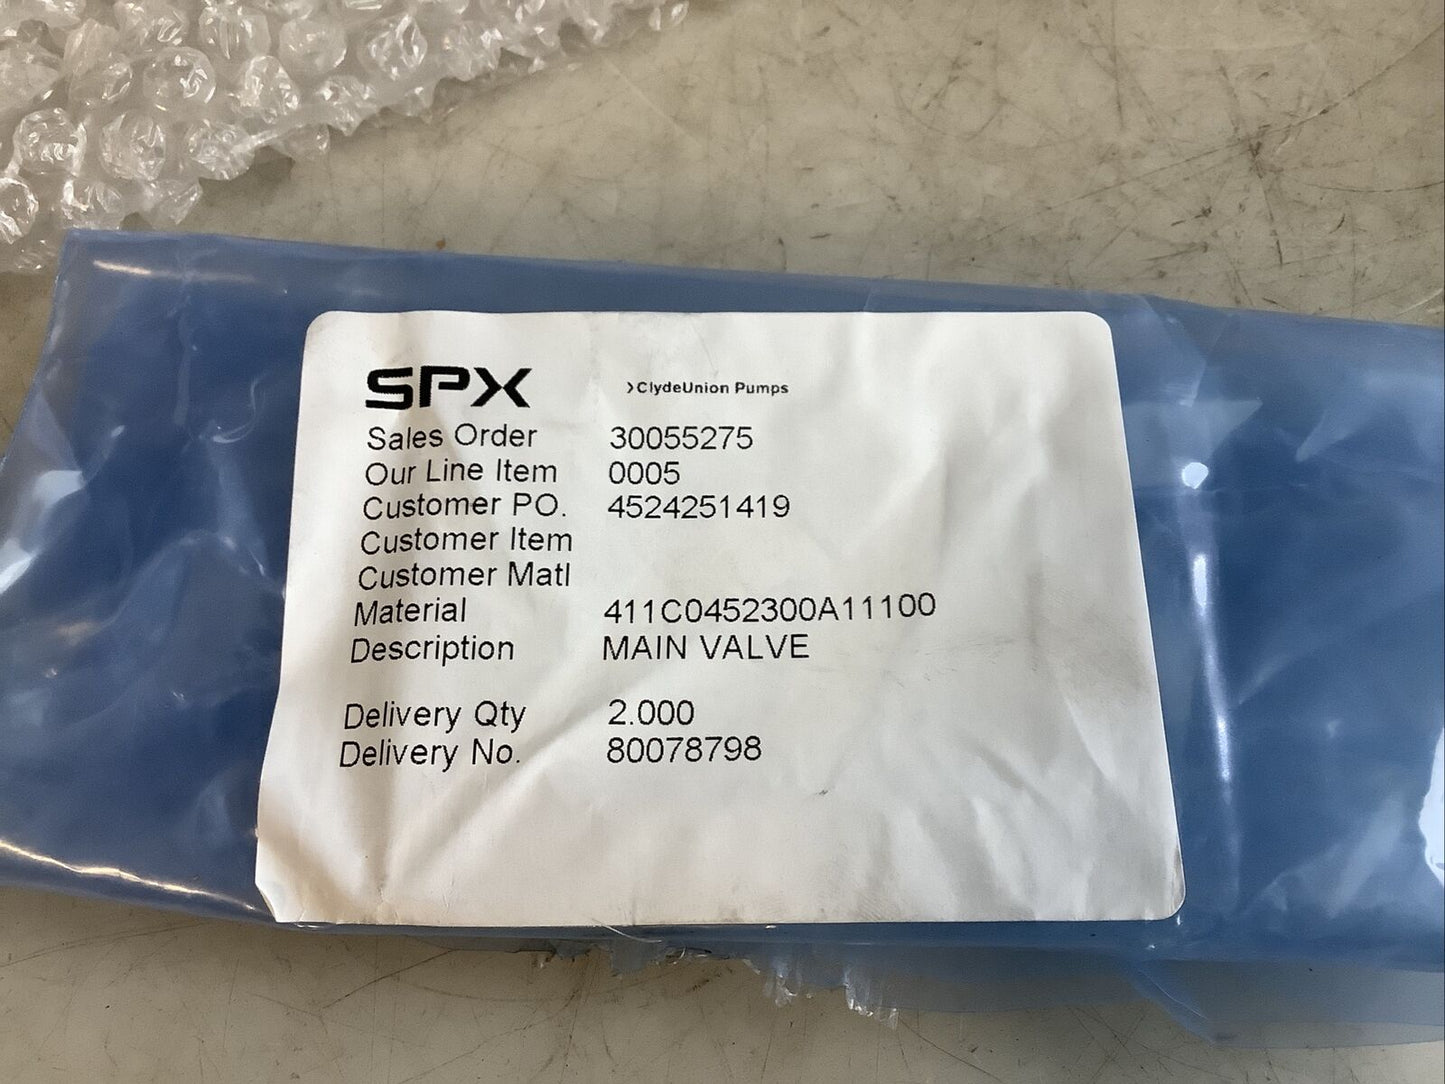 SPX >ClydeUnion Pumps
Sales Order 30055275
Our Line Item 0005
Customer PO. 4524251419
Customer Item
Customer Matl
Material 411C0452300A11100
Description MAIN VALVE
Delivery Qty 2.000
Delivery No. 80078798